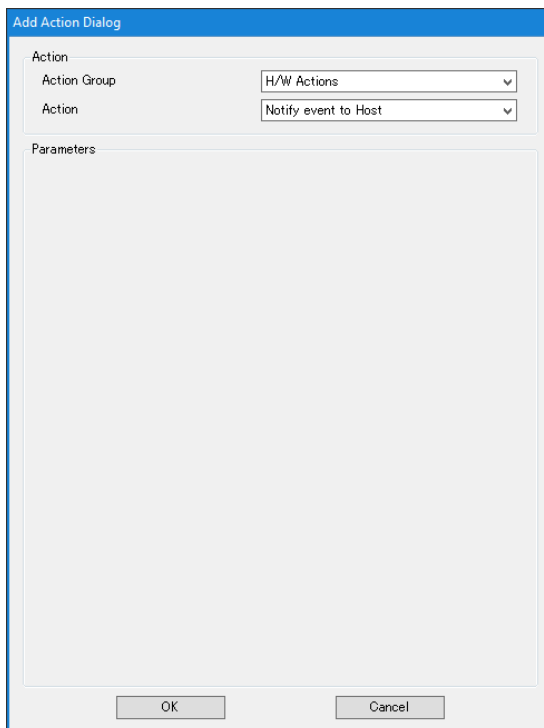 Add Action Dialog
Action
Action Group H/W Actions
Action Notify event to Host
Parameters
OK Cancel